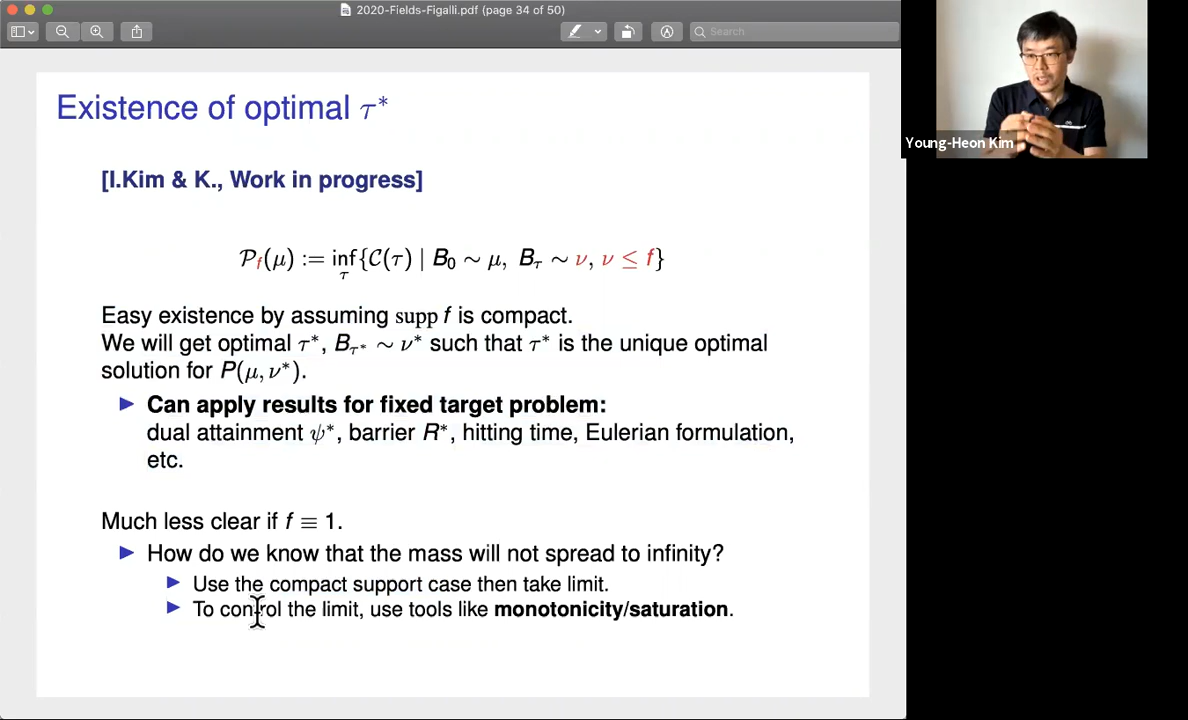 2020-Fields-Figalli.pdf (page 34 of 50)
Search
Existence of optimal τ*
[I.Kim & K., Work in progress]
𝒫_f(μ) := inf_τ {𝒞(τ) | B₀ ∼ μ, B_τ ∼ ν, ν ≤ f}
Easy existence by assuming supp f is compact.
We will get optimal τ*, B_τ* ∼ ν* such that τ* is the unique optimal
solution for P(μ, ν*).
Can apply results for fixed target problem:
dual attainment ψ*, barrier R*, hitting time, Eulerian formulation,
etc.
Much less clear if f ≡ 1.
How do we know that the mass will not spread to infinity?
Use the compact support case then take limit.
To control the limit, use tools like monotonicity/saturation.
Young-Heon Kim